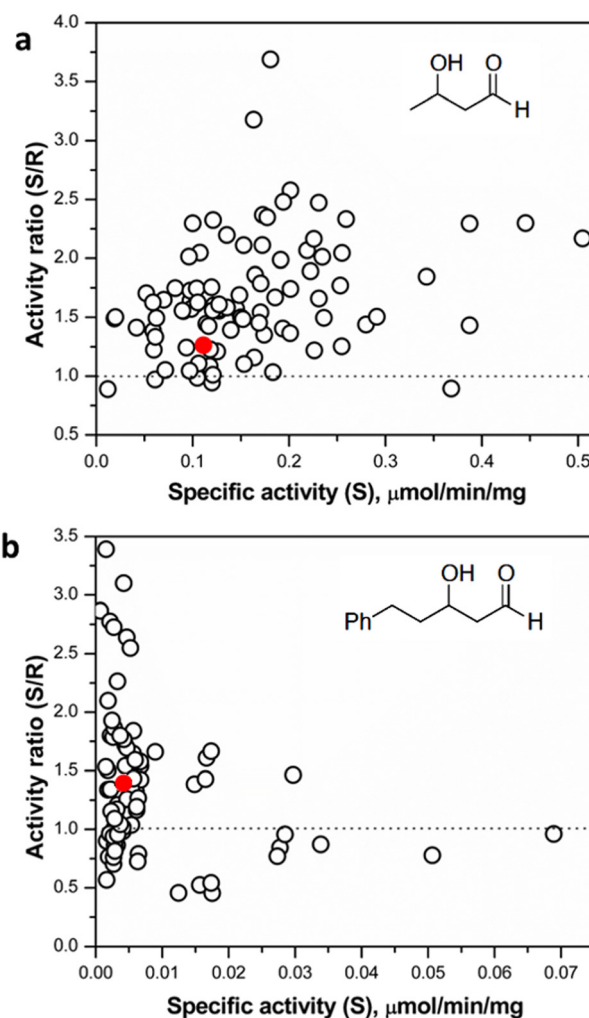 a
4.0
3.5
3.0
2.5
2.0
1.5
1.0
0.5
Activity ratio (S/R)
OH
O
H
0.0
0.1
0.2
0.3
0.4
0.5
Specific activity (S), μmol/min/mg
b
3.5
3.0
2.5
2.0
1.5
1.0
0.5
0.0
Activity ratio (S/R)
OH
O
Ph
H
0.00
0.01
0.02
0.03
0.04
0.05
0.06
0.07
Specific activity (S), μmol/min/mg